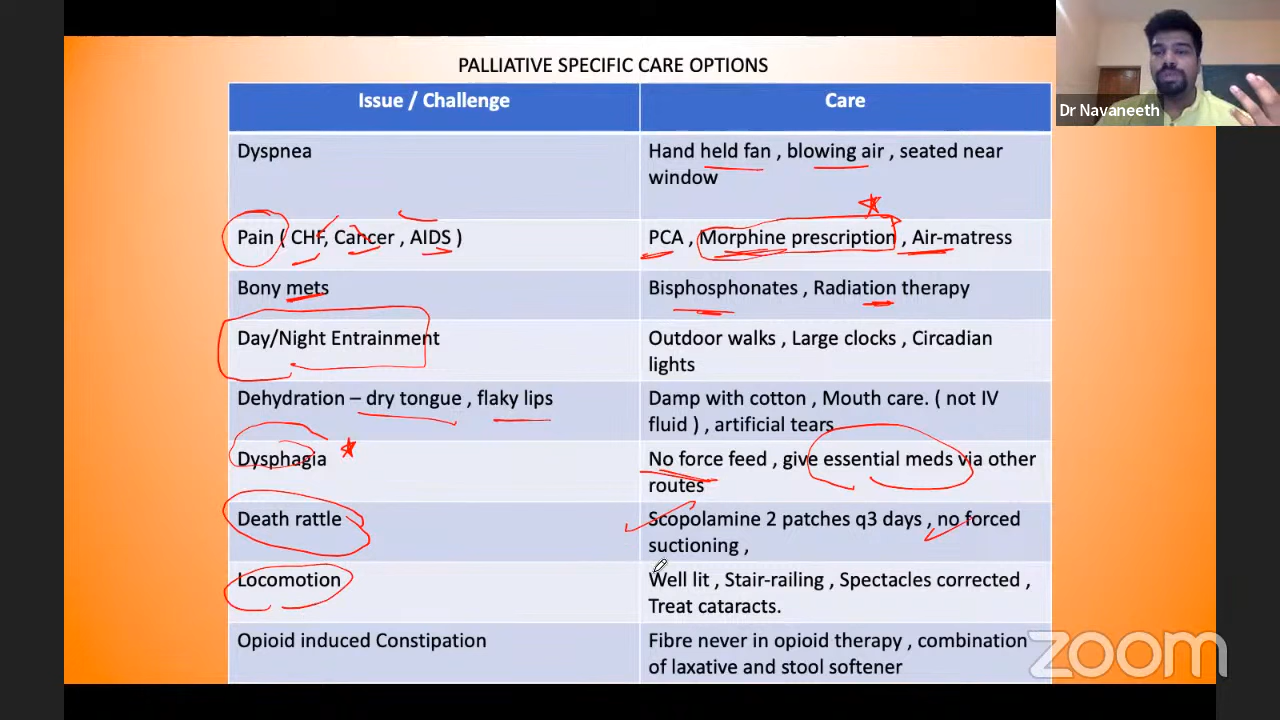 PALLIATIVE SPECIFIC CARE OPTIONS
Issue / Challenge
Care
Dyspnea
Hand held fan , blowing air , seated near
window
Pain ( CHF, Cancer , AIDS )
PCA , Morphine prescription , Air-matress
Bony mets
Bisphosphonates , Radiation therapy
Day/Night Entrainment
Outdoor walks , Large clocks , Circadian
lights
Dehydration – dry tongue , flaky lips
Damp with cotton , Mouth care. ( not IV
fluid ) , artificial tears
Dysphagia
No force feed , give essential meds via other
routes
Death rattle
Scopolamine 2 patches q3 days , no forced
suctioning ,
Locomotion
Well lit , Stair-railing , Spectacles corrected ,
Treat cataracts.
Opioid induced Constipation
Fibre never in opioid therapy , combination
of laxative and stool softener
Dr Navaneeth
zoom